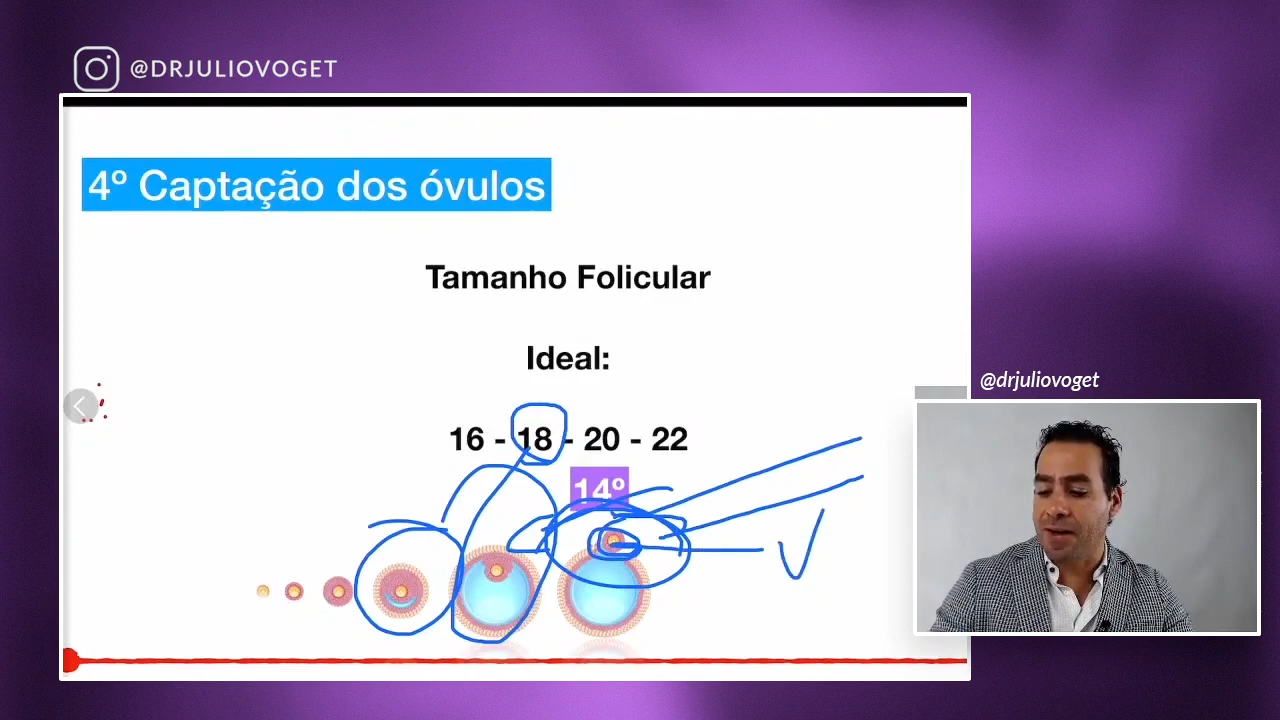 @DRJULIOVOGET
4º Captação dos óvulos
Tamanho Folicular
Ideal:
16 - 18 - 20 - 22
14º
@drjuliovoget